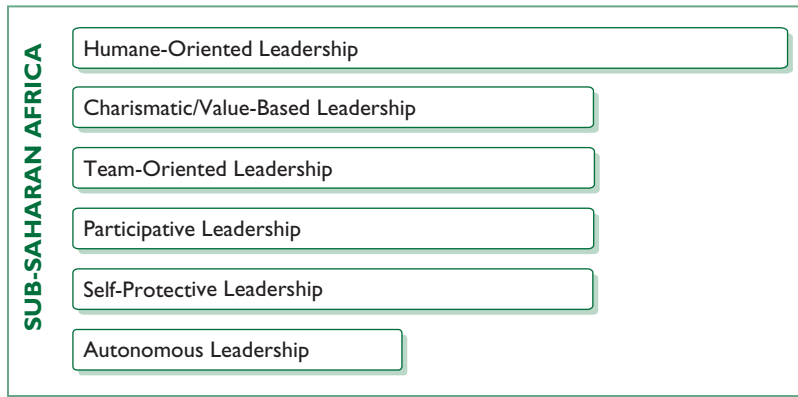 SUB-SAHARAN AFRICA
Humane-Oriented Leadership
Charismatic/Value-Based Leadership
Team-Oriented Leadership
Participative Leadership
Self-Protective Leadership
Autonomous Leadership